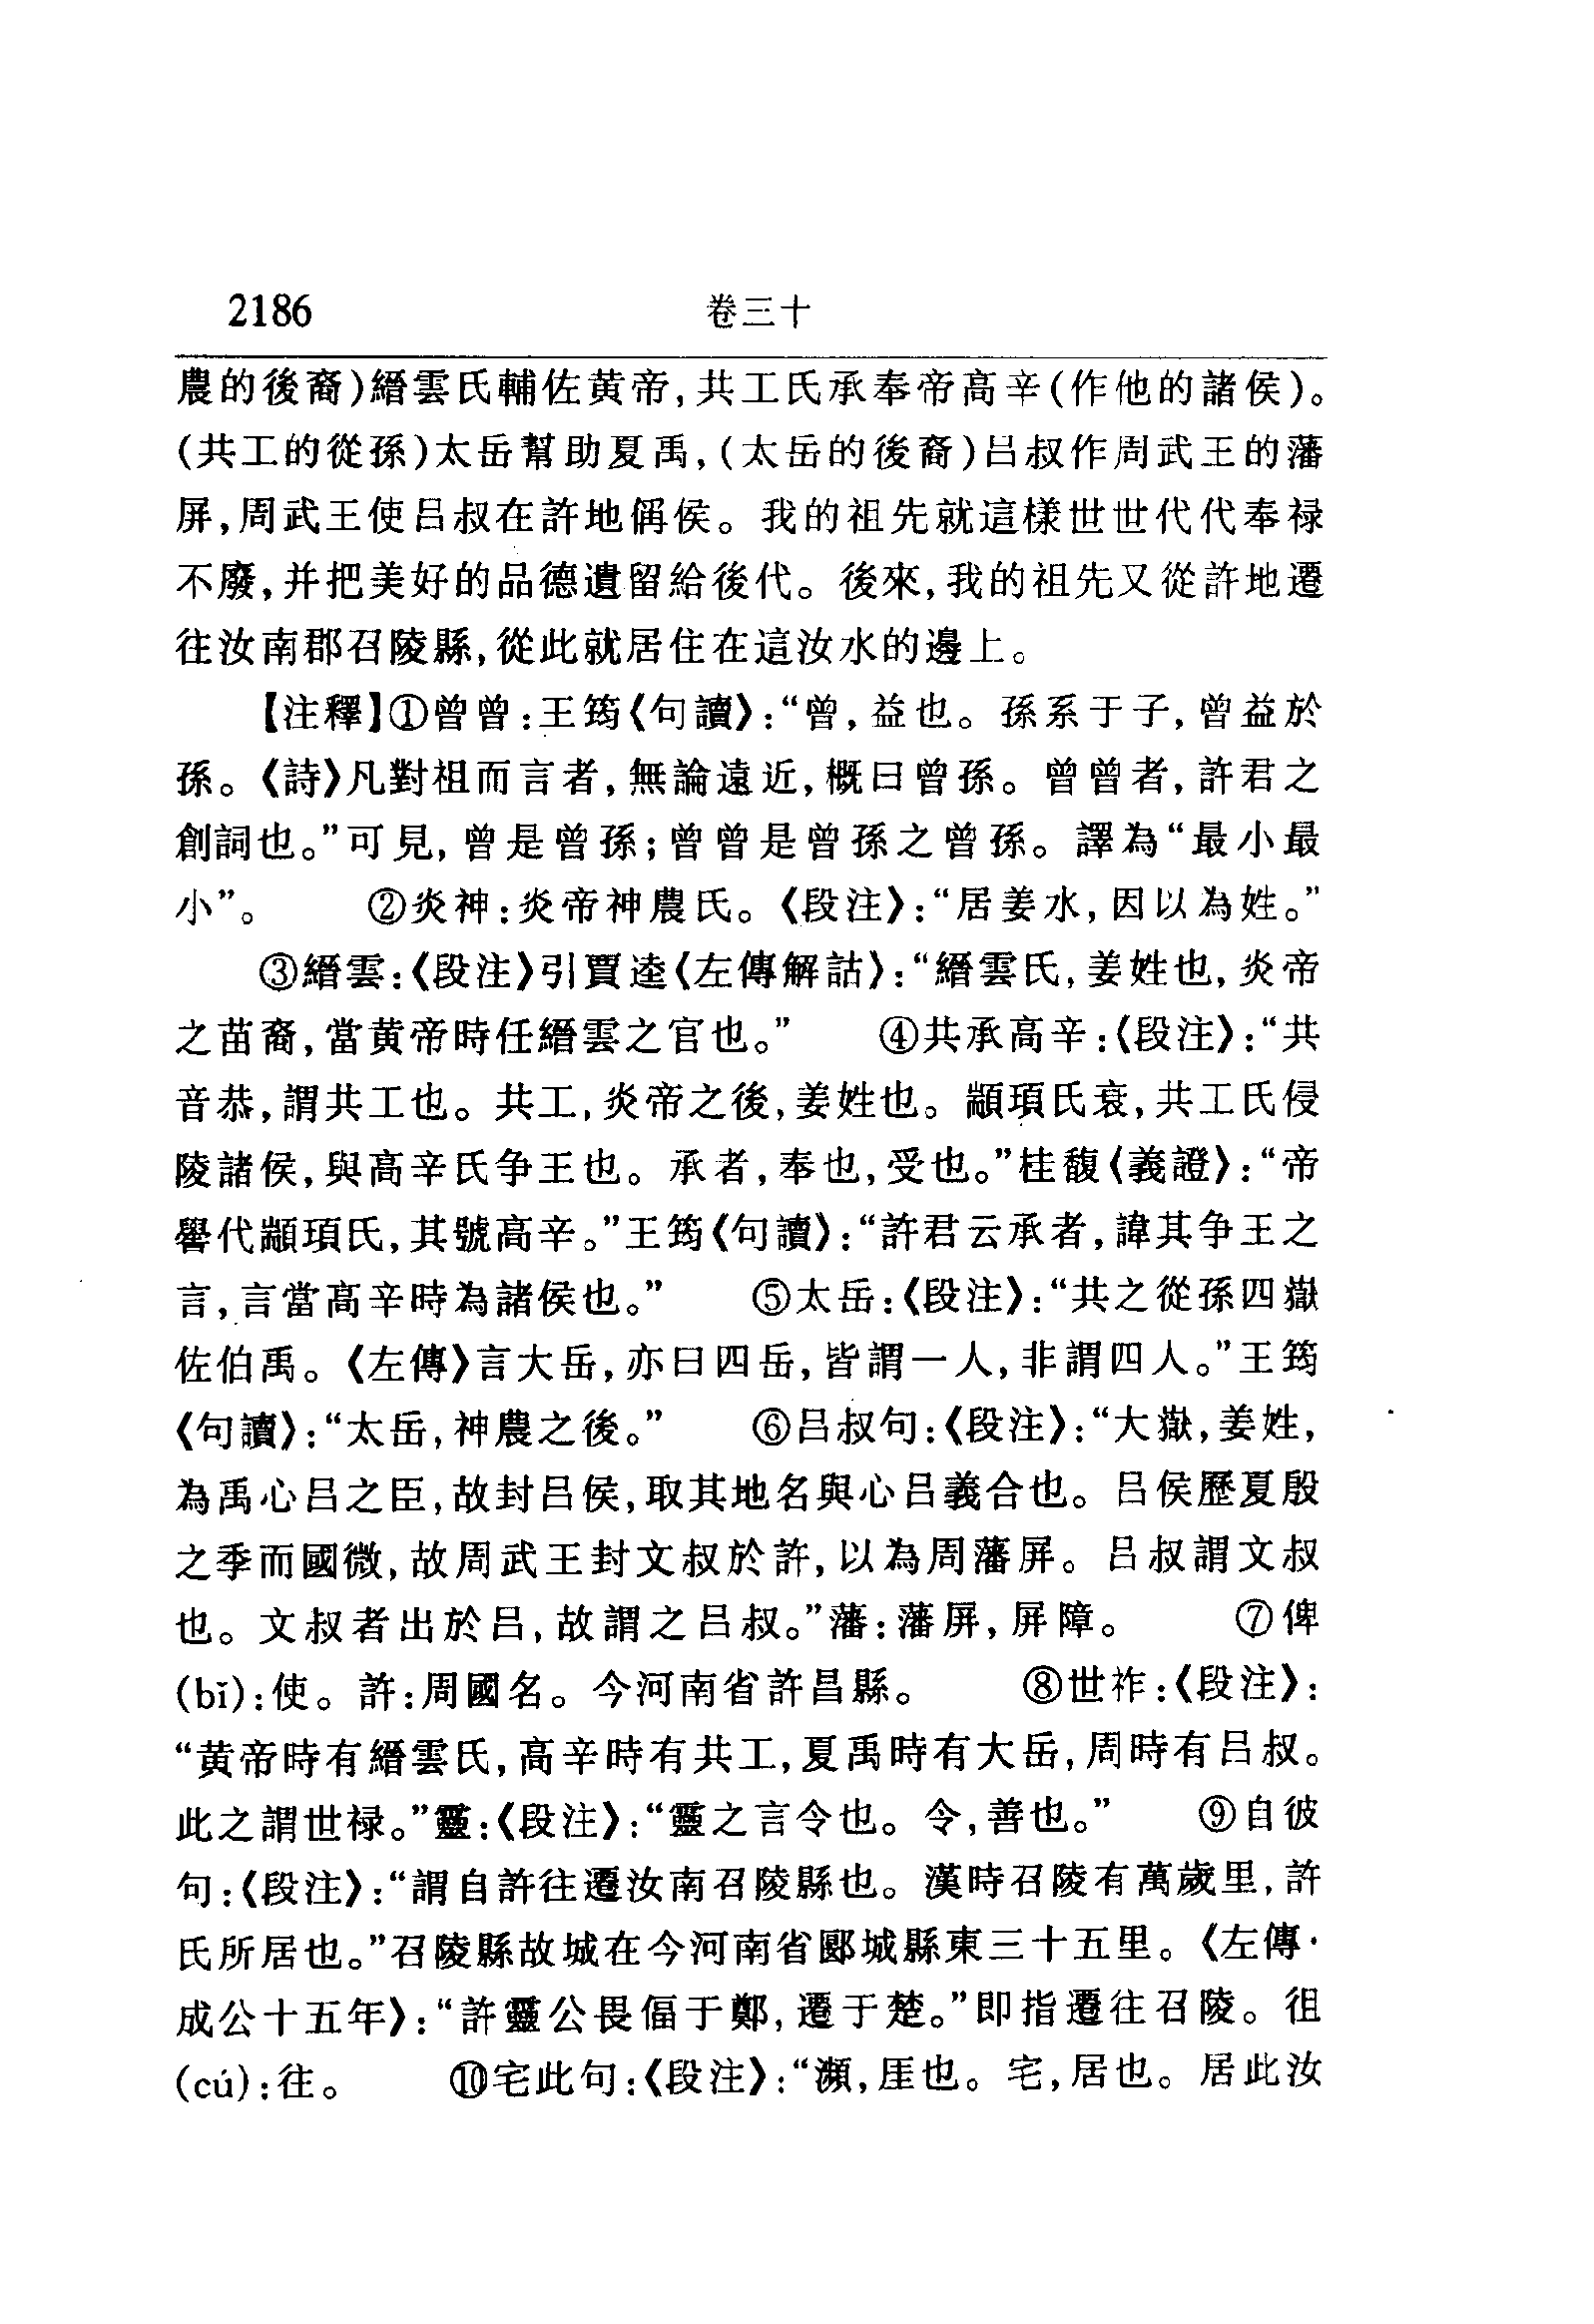 2186 卷三十
農的後裔)縉雲氏輔佐黄帝,共工氏承奉帝高辛(作他的諸侯)。
(共工的從孫)太岳幫助夏禹,(太岳的後裔)吕叔作周武王的藩
屏,周武王使吕叔在許地偁侯。我的祖先就這樣世世代代奉禄
不廢,并把美好的品德遺留給後代。後來,我的祖先又從許地遷
往汝南郡召陵縣,從此就居住在這汝水的邊上。
【注釋】①曾曾:王筠《句讀》:“曾,益也。孫系于子,曾益於
孫。《詩》凡對祖而言者,無論遠近,概曰曾孫。曾曾者,許君之
創詞也。”可見,曾是曾孫;曾曾是曾孫之曾孫。譯為“最小最
小”。 ②炎神:炎帝神農氏。《段注》:“居姜水,因以為姓。”
③縉雲:《段注》引賈逵《左傳解詁》:“縉雲氏,姜姓也,炎帝
之苗裔,當黄帝時任縉雲之官也。” ④共承高辛:《段注》:“共
音恭,謂共工也。共工,炎帝之後,姜姓也。顓頊氏衰,共工氏侵
陵諸侯,與高辛氏争王也。承者,奉也,受也。”桂馥《義證》:“帝
嚳代顓頊氏,其號高辛。”王筠《句讀》:“許君云承者,諱其争王之
言,言當高辛時為諸侯也。” ⑤太岳:《段注》:“共之從孫四嶽
佐伯禹。《左傳》言大岳,亦曰四岳,皆謂一人,非謂四人。”王筠
《句讀》:“太岳,神農之後。” ⑥吕叔句:《段注》:“大嶽,姜姓,
為禹心吕之臣,故封吕侯,取其地名與心吕義合也。吕侯歷夏殷
之季而國微,故周武王封文叔於許,以為周藩屏。吕叔謂文叔
也。文叔者出於吕,故謂之吕叔。”藩:藩屏,屏障。 ⑦俾
(bǐ):使。許:周國名。今河南省許昌縣。 ⑧世祚:《段注》:
“黄帝時有縉雲氏,高辛時有共工,夏禹時有大岳,周時有吕叔。
此之謂世禄。”靈:《段注》:“靈之言令也。令,善也。” ⑨自彼
句:《段注》:“謂自許往遷汝南召陵縣也。漢時召陵有萬歲里,許
氏所居也。”召陵縣故城在今河南省郾城縣東三十五里。《左傳·
成公十五年》:“許靈公畏偪于鄭,遷于楚。”即指遷往召陵。徂
(cú):往。 ⑩宅此句:《段注》:“瀕,厓也。宅,居也。居此汝